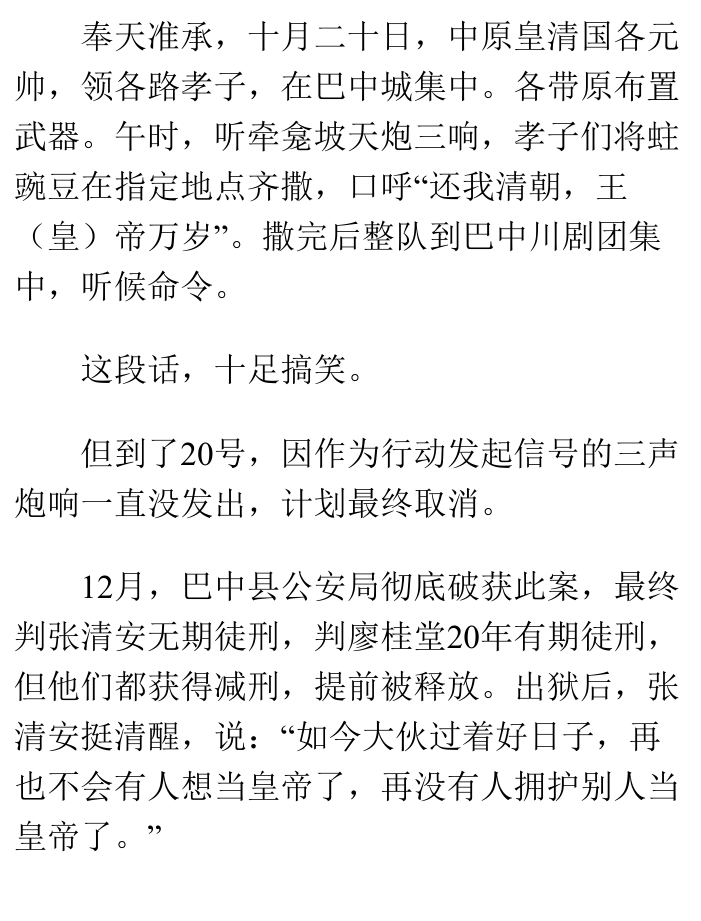 奉天准承，十月二十日，中原皇清国各元
帅，领各路孝子，在巴中城集中。各带原布置
武器。午时，听牵龛坡天炮三响，孝子们将蛀
豌豆在指定地点齐撒，口呼“还我清朝，王
（皇）帝万岁”。撒完后整队到巴中川剧团集
中，听候命令。
这段话，十足搞笑。
但到了20号，因作为行动发起信号的三声
炮响一直没发出，计划最终取消。
12月，巴中县公安局彻底破获此案，最终
判张清安无期徒刑，判廖桂堂20年有期徒刑，
但他们都获得减刑，提前被释放。出狱后，张
清安挺清醒，说：“如今大伙过着好日子，再
也不会有人想当皇帝了，再没有人拥护别人当
皇帝了。”